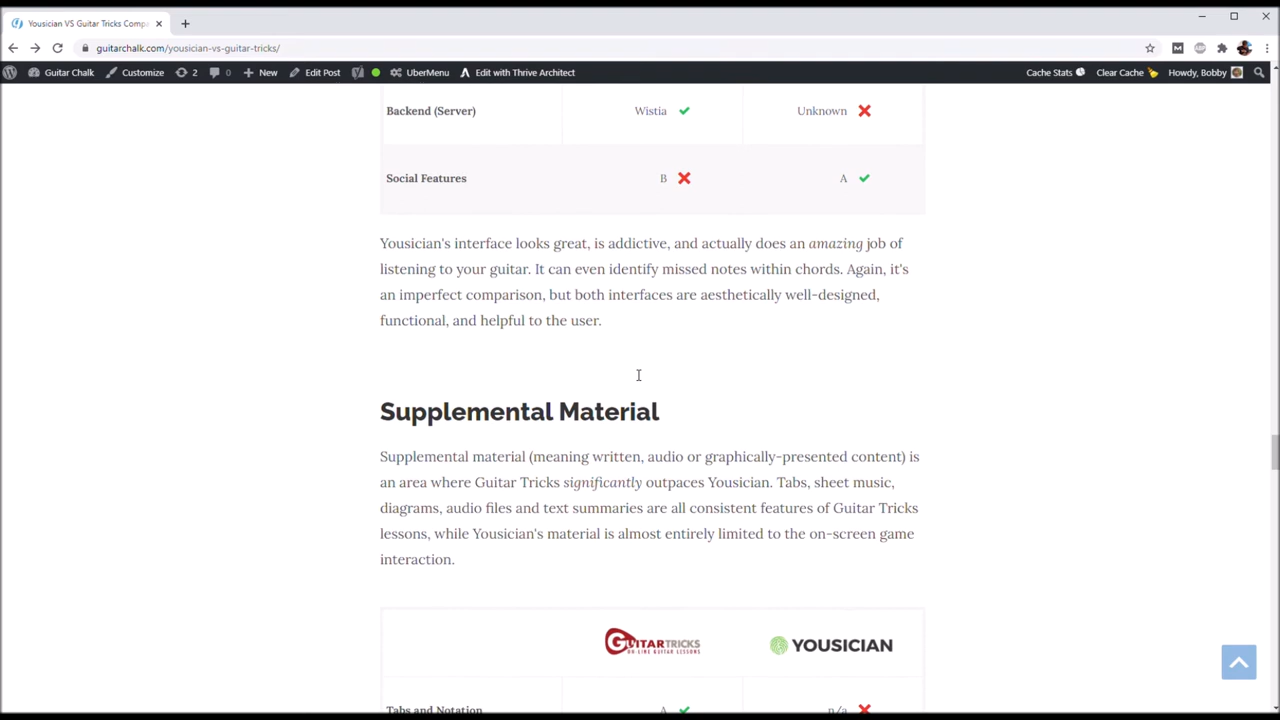 Yousician VS Guitar Tricks Comp
guitarchalk.com/yousician-vs-guitar-tricks/
Guitar Chalk Customize 2 0 New Edit Post UberMenu Edit with Thrive Architect Cache Stats Clear Cache Howdy, Bobby
Backend (Server) Wistia Unknown
Social Features B A
Yousician's interface looks great, is addictive, and actually does an amazing job of
listening to your guitar. It can even identify missed notes within chords. Again, it's
an imperfect comparison, but both interfaces are aesthetically well-designed,
functional, and helpful to the user.
Supplemental Material
Supplemental material (meaning written, audio or graphically-presented content) is
an area where Guitar Tricks significantly outpaces Yousician. Tabs, sheet music,
diagrams, audio files and text summaries are all consistent features of Guitar Tricks
lessons, while Yousician's material is almost entirely limited to the on-screen game
interaction.
GUITARTRICKS YOUSICIAN
ON-LINE GUITAR LESSONS
Tabs and Notation A n/a